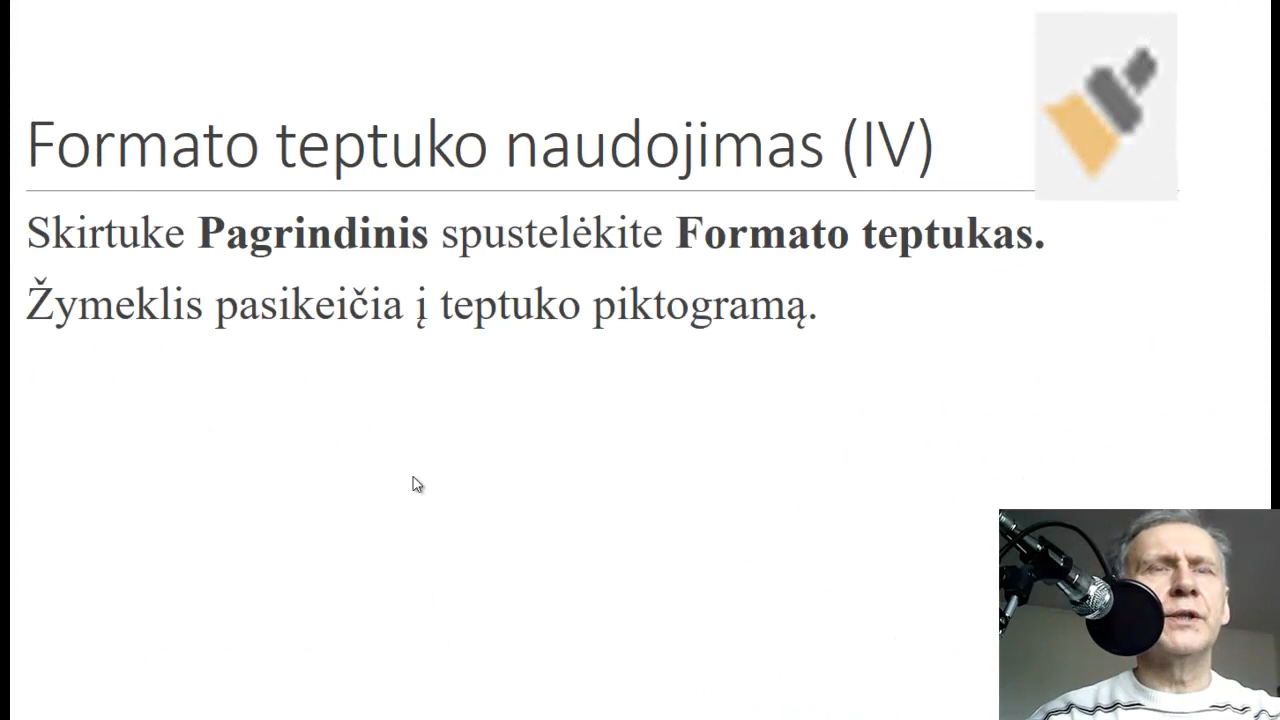 Formato teptuko naudojimas (IV)
Skirtuke Pagrindinis spustelėkite Formato teptukas.
Žymeklis pasikeičia į teptuko piktogramą.